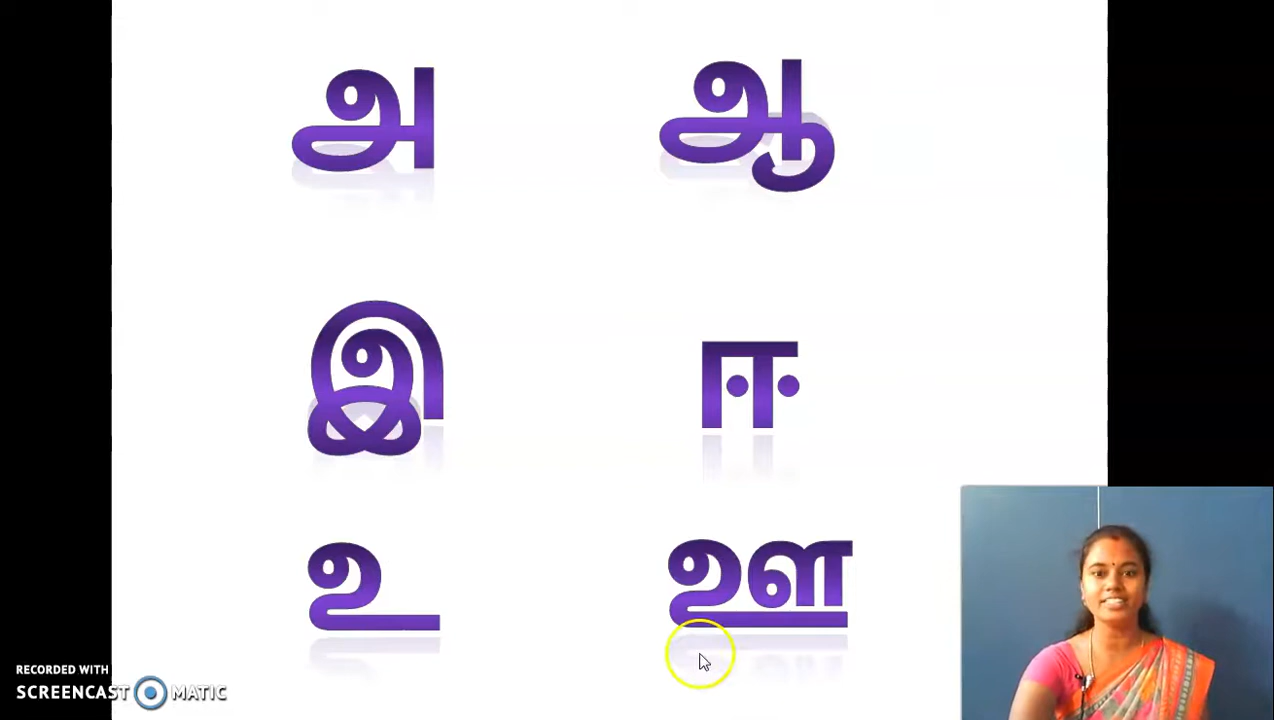 அ ஆ
இ ஈ
உ ஊ
RECORDED WITH
SCREENCAST MATIC